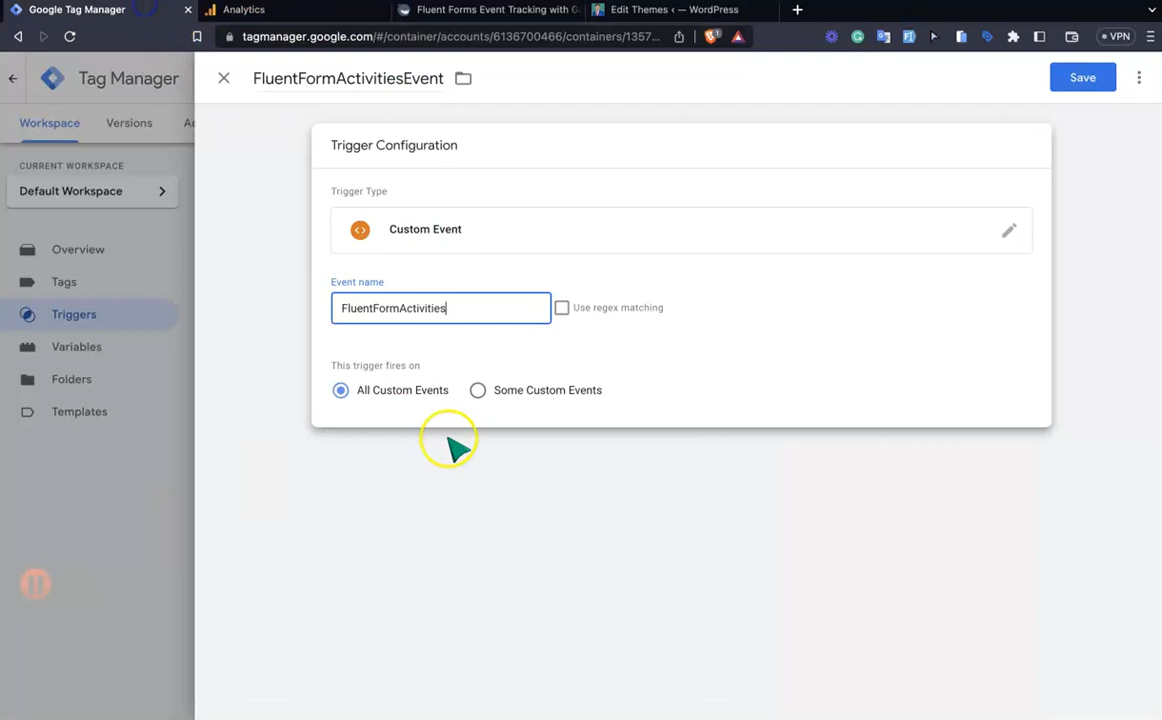 Google Tag Manager
Analytics
Fluent Forms Event Tracking with G
Edit Themes ‹ — WordPress
tagmanager.google.com/#/container/accounts/6136700466/containers/1357...
1
VPN
Tag Manager
FluentFormActivitiesEvent
Save
Workspace
Versions
Ad
Trigger Configuration
CURRENT WORKSPACE
Default Workspace
Trigger Type
Custom Event
Overview
Tags
Event name
Triggers
FluentFormActivities
Use regex matching
Variables
This trigger fires on
Folders
All Custom Events
Some Custom Events
Templates